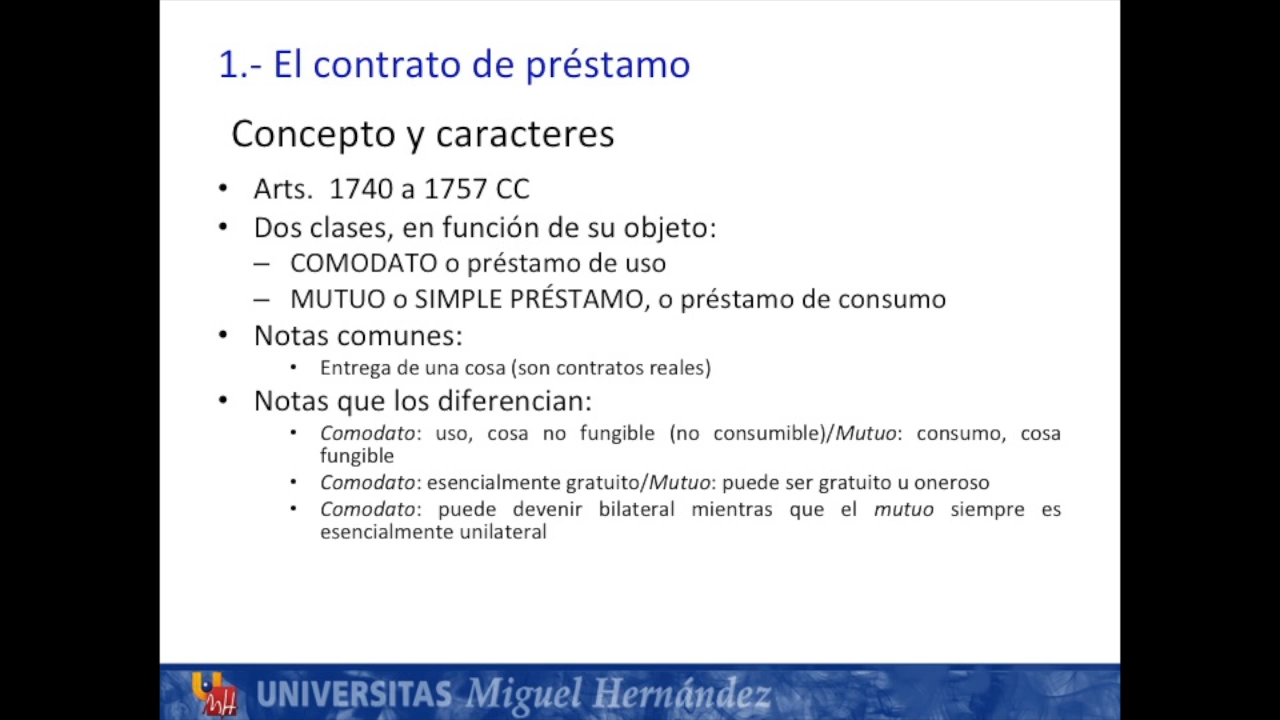 1.- El contrato de préstamo
Concepto y caracteres
• Arts. 1740 a 1757 CC
• Dos clases, en función de su objeto:
– COMODATO o préstamo de uso
– MUTUO o SIMPLE PRÉSTAMO, o préstamo de consumo
• Notas comunes:
• Entrega de una cosa (son contratos reales)
• Notas que los diferencian:
• Comodato: uso, cosa no fungible (no consumible)/Mutuo: consumo, cosa
fungible
• Comodato: esencialmente gratuito/Mutuo: puede ser gratuito u oneroso
• Comodato: puede devenir bilateral mientras que el mutuo siempre es
esencialmente unilateral
UNIVERSITAS Miguel Hernández